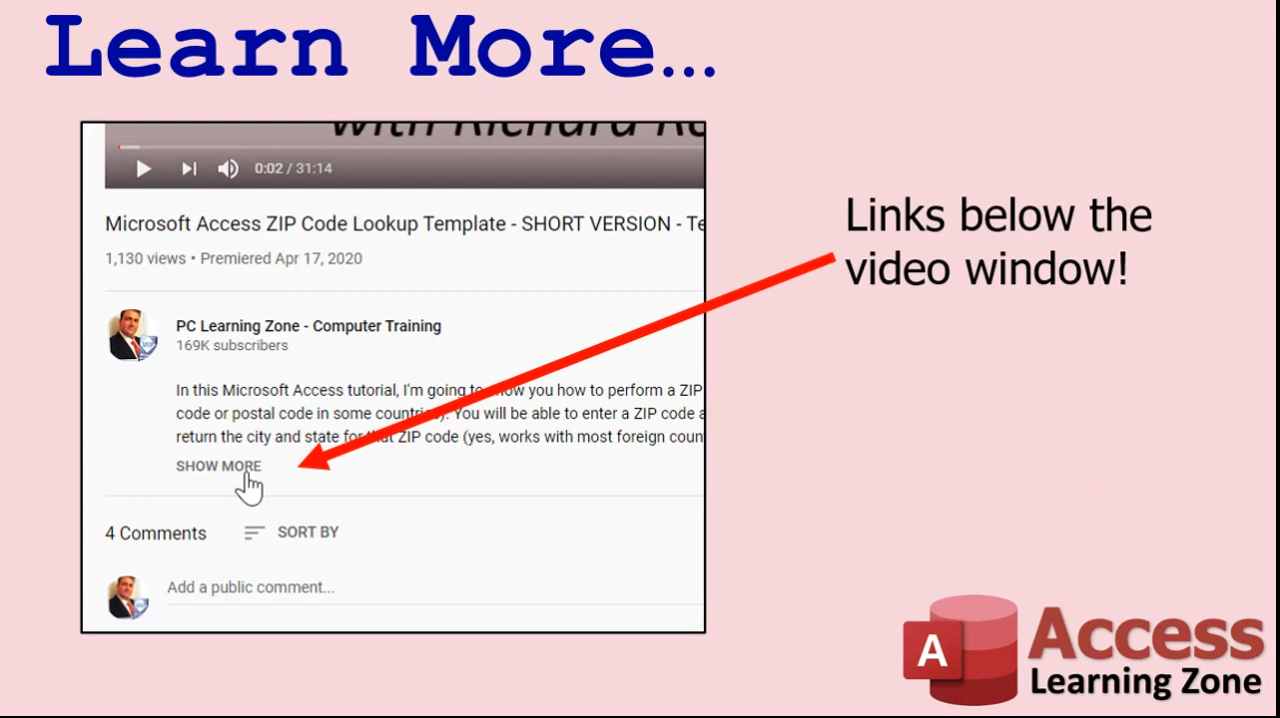 Learn More...
with Richard
0:02 / 31:14
Microsoft Access ZIP Code Lookup Template - SHORT VERSION - Te
1,130 views • Premiered Apr 17, 2020
Links below the
video window!
PC Learning Zone - Computer Training
169K subscribers
In this Microsoft Access tutorial, I'm going to show you how to perform a ZIP
code or postal code in some countries). You will be able to enter a ZIP code a
return the city and state for that ZIP code (yes, works with most foreign coun
SHOW MORE
4 Comments
SORT BY
Add a public comment...
A
Access
Learning Zone